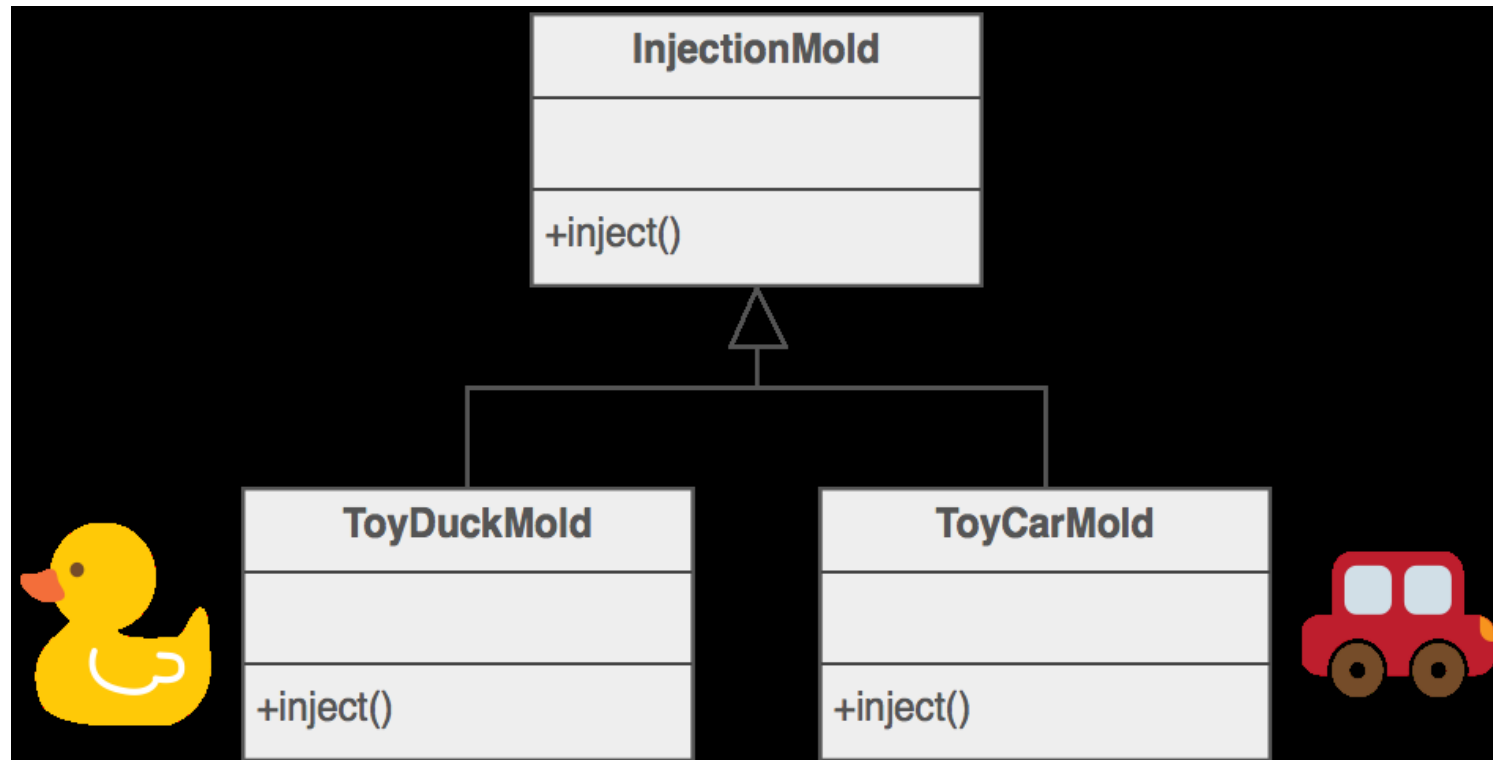 InjectionMold
+inject()
ToyDuckMold
+inject()
ToyCarMold
+inject()